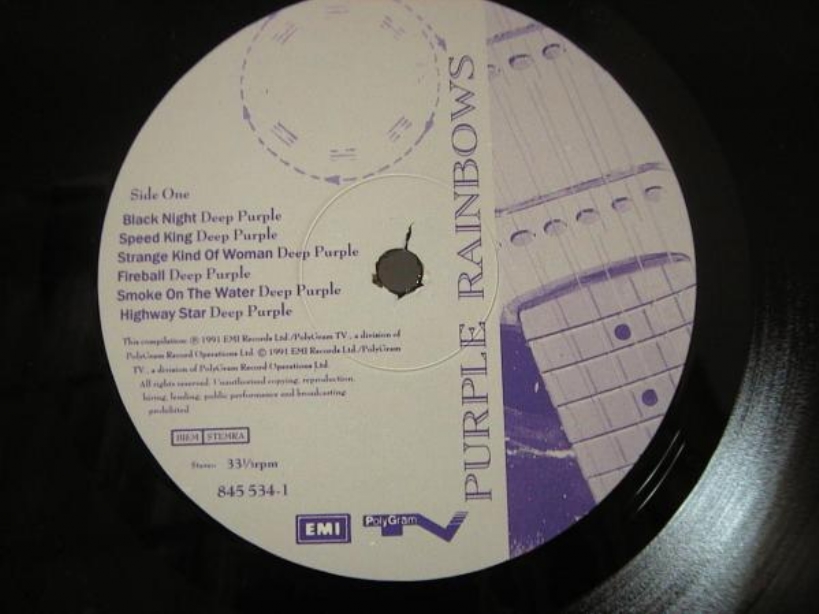 Side One
Black Night Deep Purple
Speed King Deep Purple
Strange Kind Of Woman Deep Purple
Fireball Deep Purple
Smoke On The Water Deep Purple
Highway Star Deep Purple
This compilation ℗ 1991 EMI Records Ltd./PolyGram TV., a division of
PolyGram Record Operations Ltd. © 1991 EMI Records Ltd./PolyGram
TV., a division of PolyGram Record Operations Ltd.
All rights reserved. Unauthorised copying, reproduction,
hiring, lending, public performance and broadcasting
prohibited
BIEM STEMRA
Stereo 33⅓rpm
845 534-1
EMI
PolyGram TV
PURPLE RAINBOWS